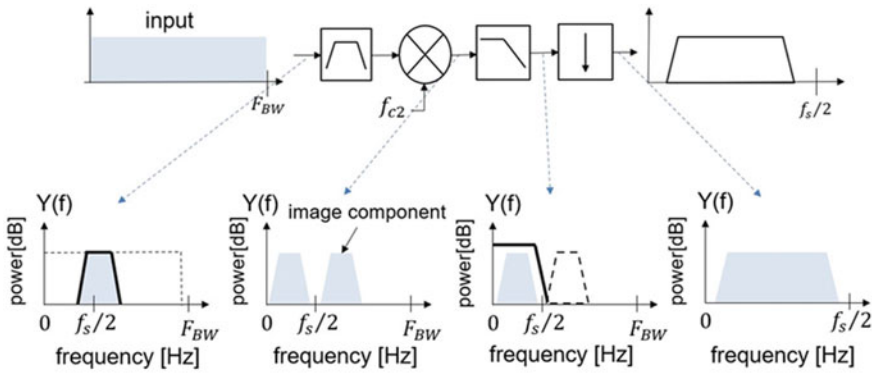 input
F_BW
f_c2
f_s/2
Y(f)
power[dB]
0
f_s/2
F_BW
frequency [Hz]
Y(f)
image component
power[dB]
0
f_s/2
F_BW
frequency [Hz]
Y(f)
power[dB]
0
f_s/2
F_BW
frequency [Hz]
Y(f)
power[dB]
0
f_s/2
frequency [Hz]